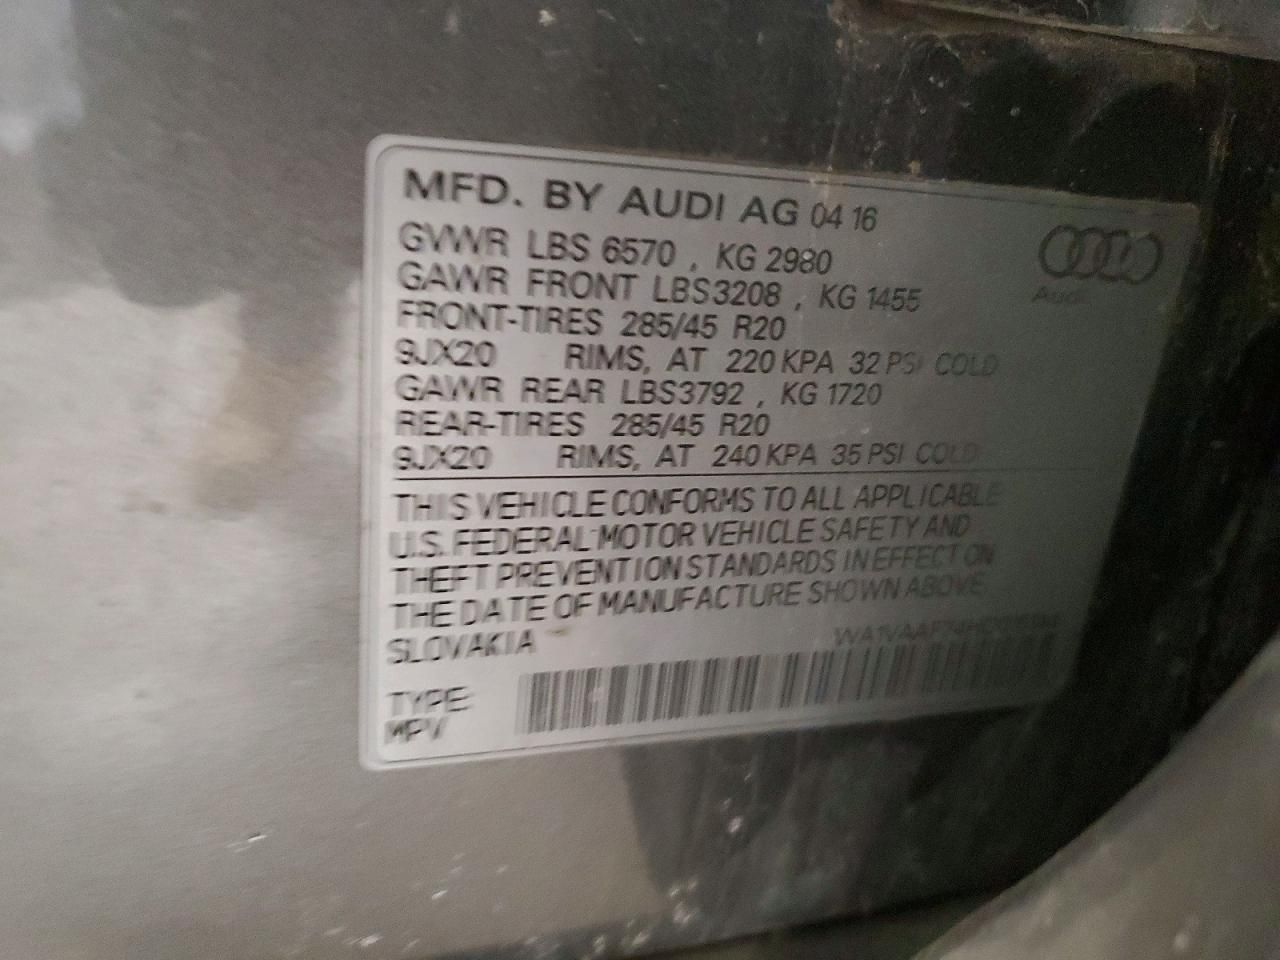 MFD. BY AUDI AG 04 16
GVWR LBS 6570 , KG 2980
GAWR FRONT LBS3208 , KG 1455
FRONT-TIRES 285/45 R20
9JX20 RIMS, AT 220 KPA 32 PSI COLD
GAWR REAR LBS3792 , KG 1720
REAR-TIRES 285/45 R20
9JX20 RIMS, AT 240 KPA 35 PSI COLD
THIS VEHICLE CONFORMS TO ALL APPLICABLE
U.S. FEDERAL MOTOR VEHICLE SAFETY AND
THEFT PREVENTION STANDARDS IN EFFECT ON
THE DATE OF MANUFACTURE SHOWN ABOVE
SLOVAKIA
TYPE:
MPV
Audi